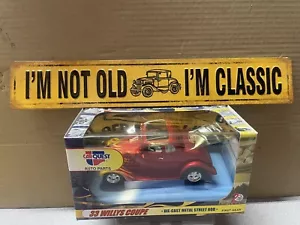 I'M NOT OLD I'M CLASSIC
CARQUEST
AUTO PARTS
33 WILLYS COUPE
DIE CAST METAL STREET ROD